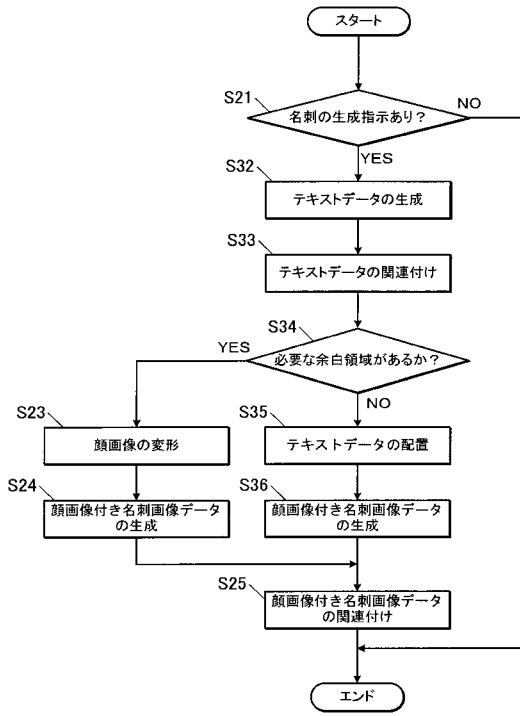 スタート
S21
名刺の生成指示あり？
NO
YES
S32
テキストデータの生成
S33
テキストデータの関連付け
S34
必要な余白領域があるか？
YES
NO
S23
顔画像の変形
S35
テキストデータの配置
S24
顔画像付き名刺画像データ
の生成
S36
顔画像付き名刺画像データ
の生成
S25
顔画像付き名刺画像データ
の関連付け
エンド